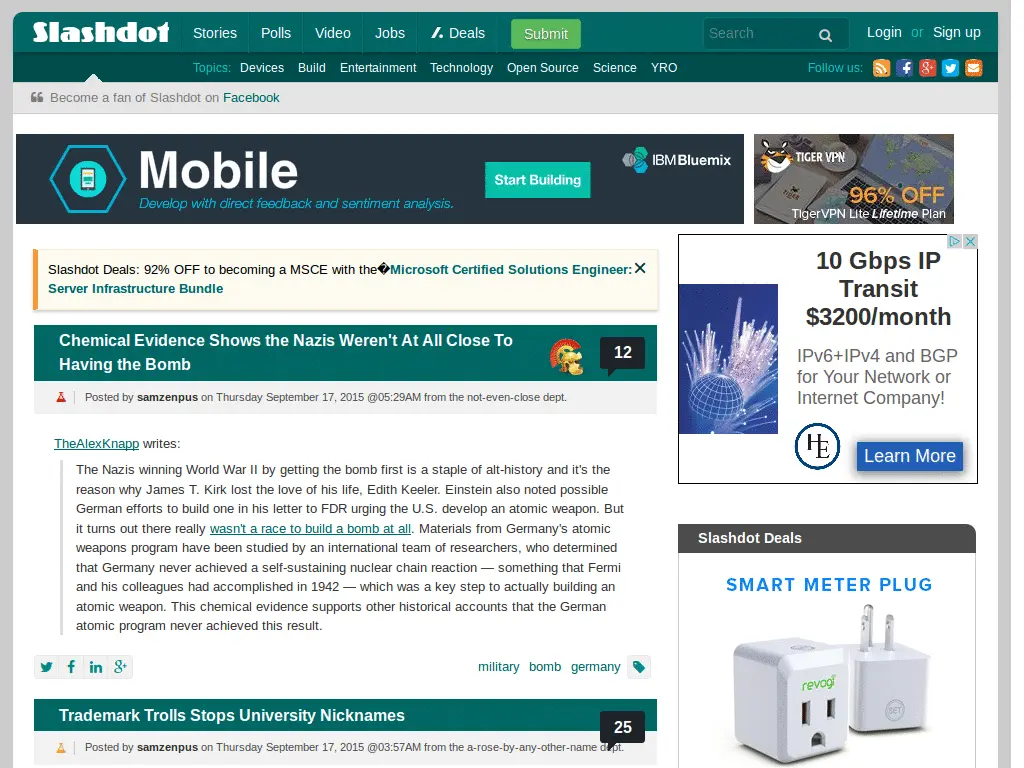 Slashdot Stories Polls Video Jobs Deals Submit Search Login or Sign up
Topics: Devices Build Entertainment Technology Open Source Science YRO Follow us:
Become a fan of Slashdot on Facebook
Mobile
Develop with direct feedback and sentiment analysis.
Start Building
IBM Bluemix
TIGER VPN
96% OFF
TigerVPN Lite Lifetime Plan
Slashdot Deals: 92% OFF to becoming a MSCE with the�Microsoft Certified Solutions Engineer:
Server Infrastructure Bundle
10 Gbps IP
Transit
$3200/month
IPv6+IPv4 and BGP
for Your Network or
Internet Company!
HE
Learn More
Chemical Evidence Shows the Nazis Weren't At All Close To
Having the Bomb
12
Posted by samzenpus on Thursday September 17, 2015 @05:29AM from the not-even-close dept.
TheAlexKnapp writes:
The Nazis winning World War II by getting the bomb first is a staple of alt-history and it's the
reason why James T. Kirk lost the love of his life, Edith Keeler. Einstein also noted possible
German efforts to build one in his letter to FDR urging the U.S. develop an atomic weapon. But
it turns out there really wasn't a race to build a bomb at all. Materials from Germany's atomic
weapons program have been studied by an international team of researchers, who determined
that Germany never achieved a self-sustaining nuclear chain reaction — something that Fermi
and his colleagues had accomplished in 1942 — which was a key step to actually building an
atomic weapon. This chemical evidence supports other historical accounts that the German
atomic program never achieved this result.
military bomb germany
Slashdot Deals
SMART METER PLUG
revogi
SET
Trademark Trolls Stops University Nicknames
25
Posted by samzenpus on Thursday September 17, 2015 @03:57AM from the a-rose-by-any-other-name dept.